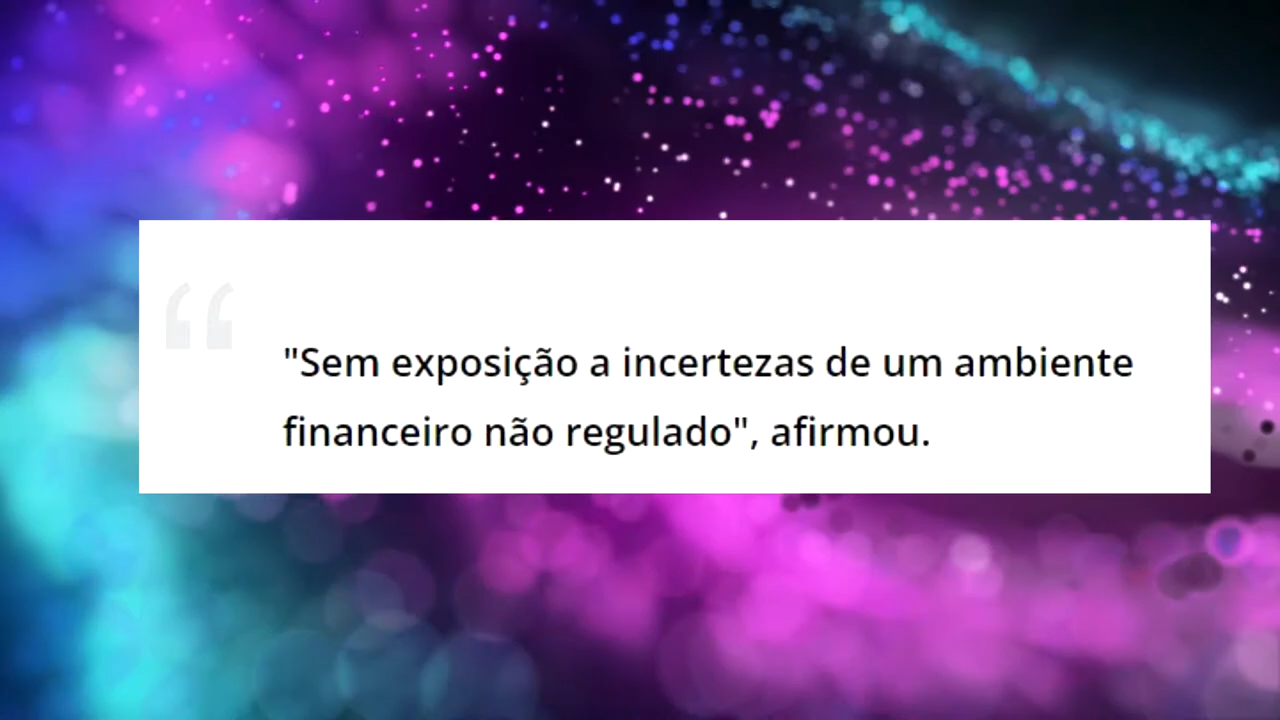 "Sem exposição a incertezas de um ambiente
financeiro não regulado", afirmou.